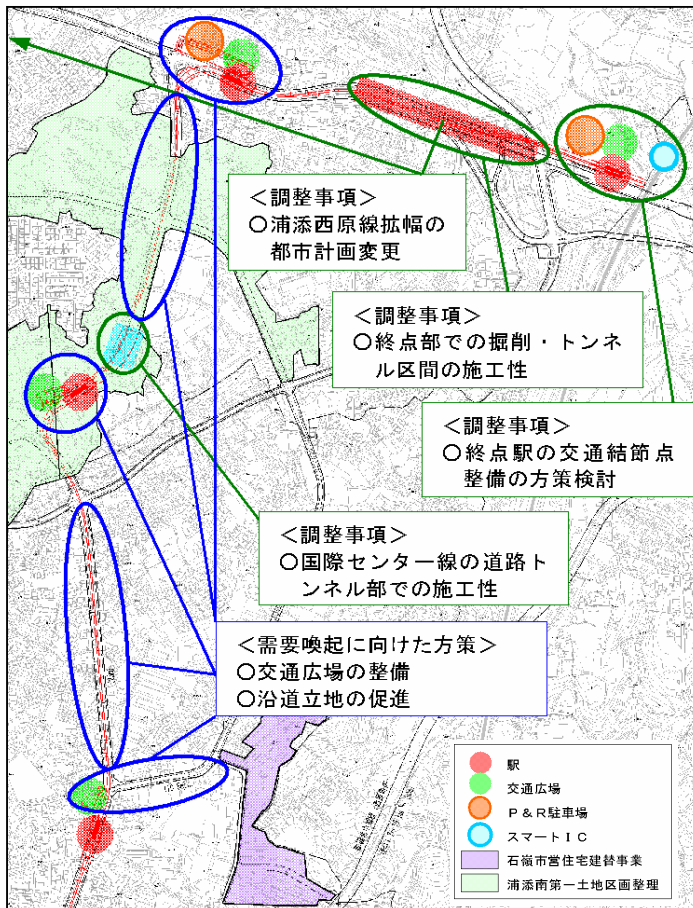 <調整事項>
○浦添西原線拡幅の
都市計画変更
<調整事項>
○終点部での掘削・トンネ
ル区間の施工性
<調整事項>
○終点駅の交通結節点
整備の方策検討
<調整事項>
○国際センター線の道路ト
ンネル部での施工性
<需要喚起に向けた方策>
○交通広場の整備
○沿道立地の促進
駅
交通広場
P&R駐車場
スマートIC
石嶺市営住宅建替事業
浦添南第一土地区画整理